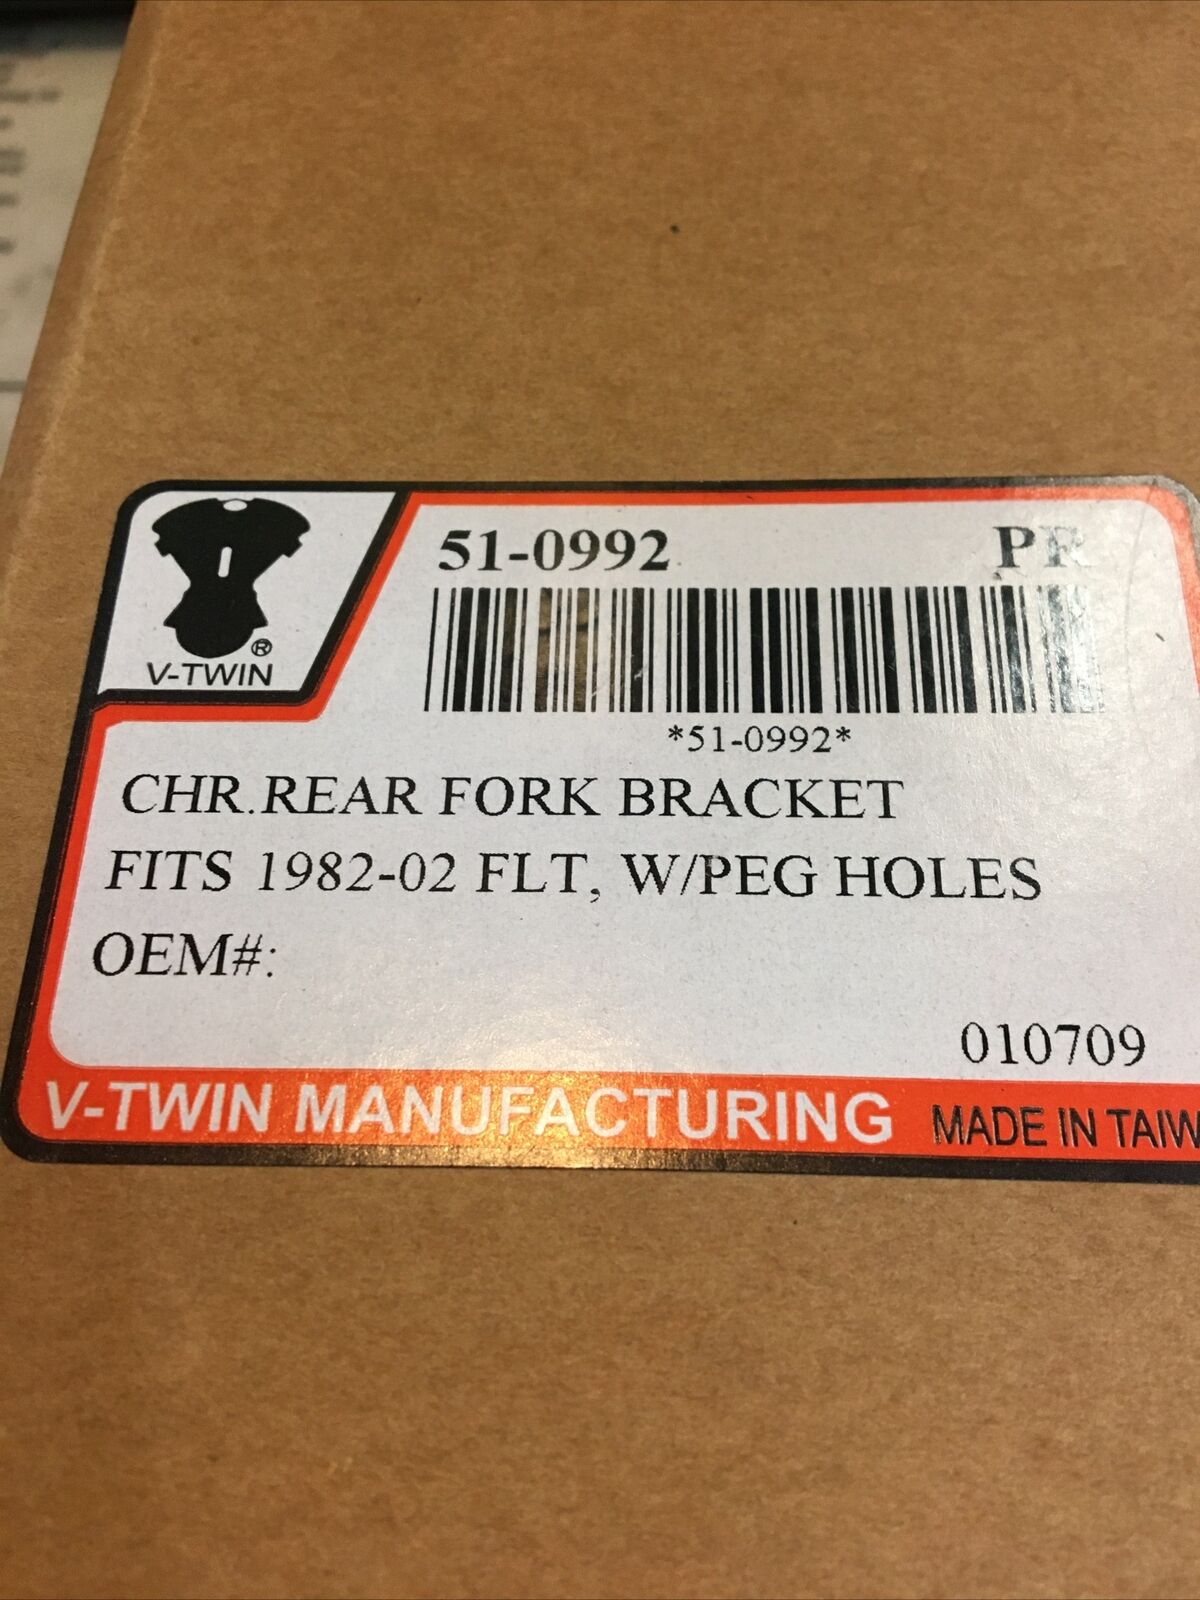 51-0992 PR
*51-0992*
® 
V-TWIN
CHR.REAR FORK BRACKET
FITS 1982-02 FLT, W/PEG HOLES
OEM#:
010709
V-TWIN MANUFACTURING MADE IN TAIW